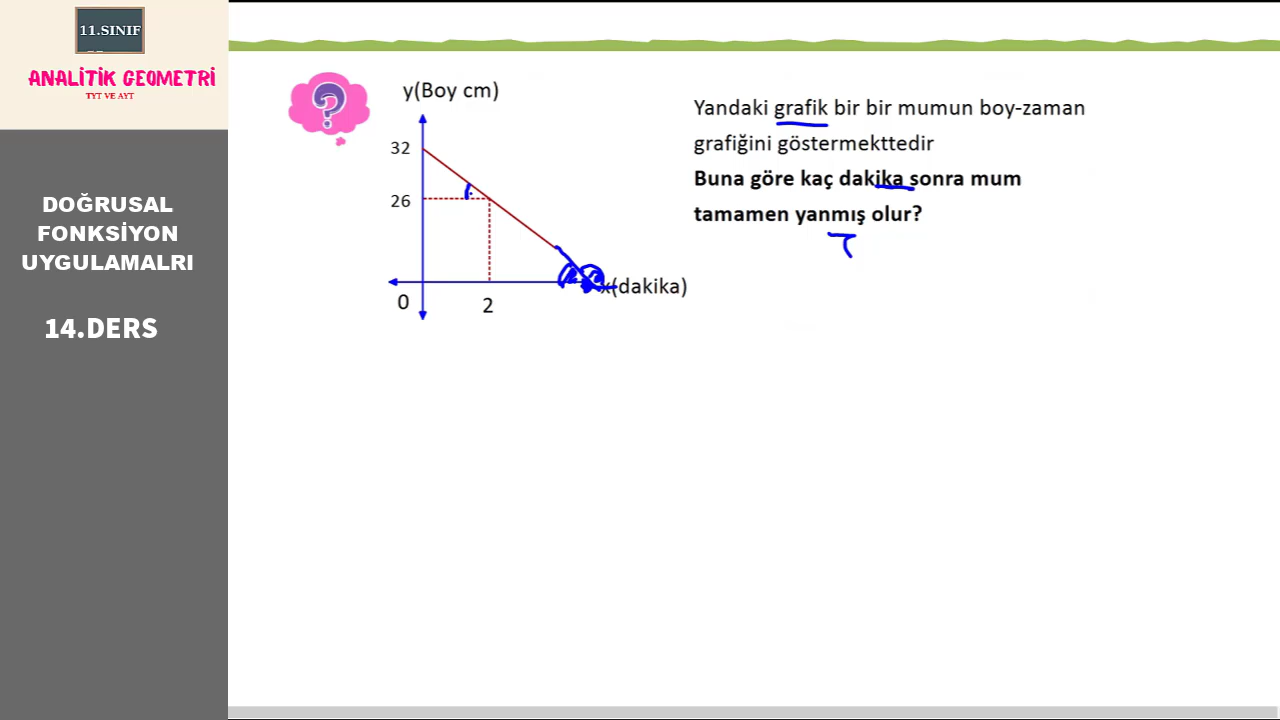 11.SINIF
ANALİTİK GEOMETRİ
TYT VE AYT
DOĞRUSAL
FONKSİYON
UYGULAMALRI
14.DERS
y(Boy cm)
32
26
0
2
x(dakika)
Yandaki grafik bir bir mumun boy-zaman
grafiğini göstermekttedir
Buna göre kaç dakika sonra mum
tamamen yanmış olur?